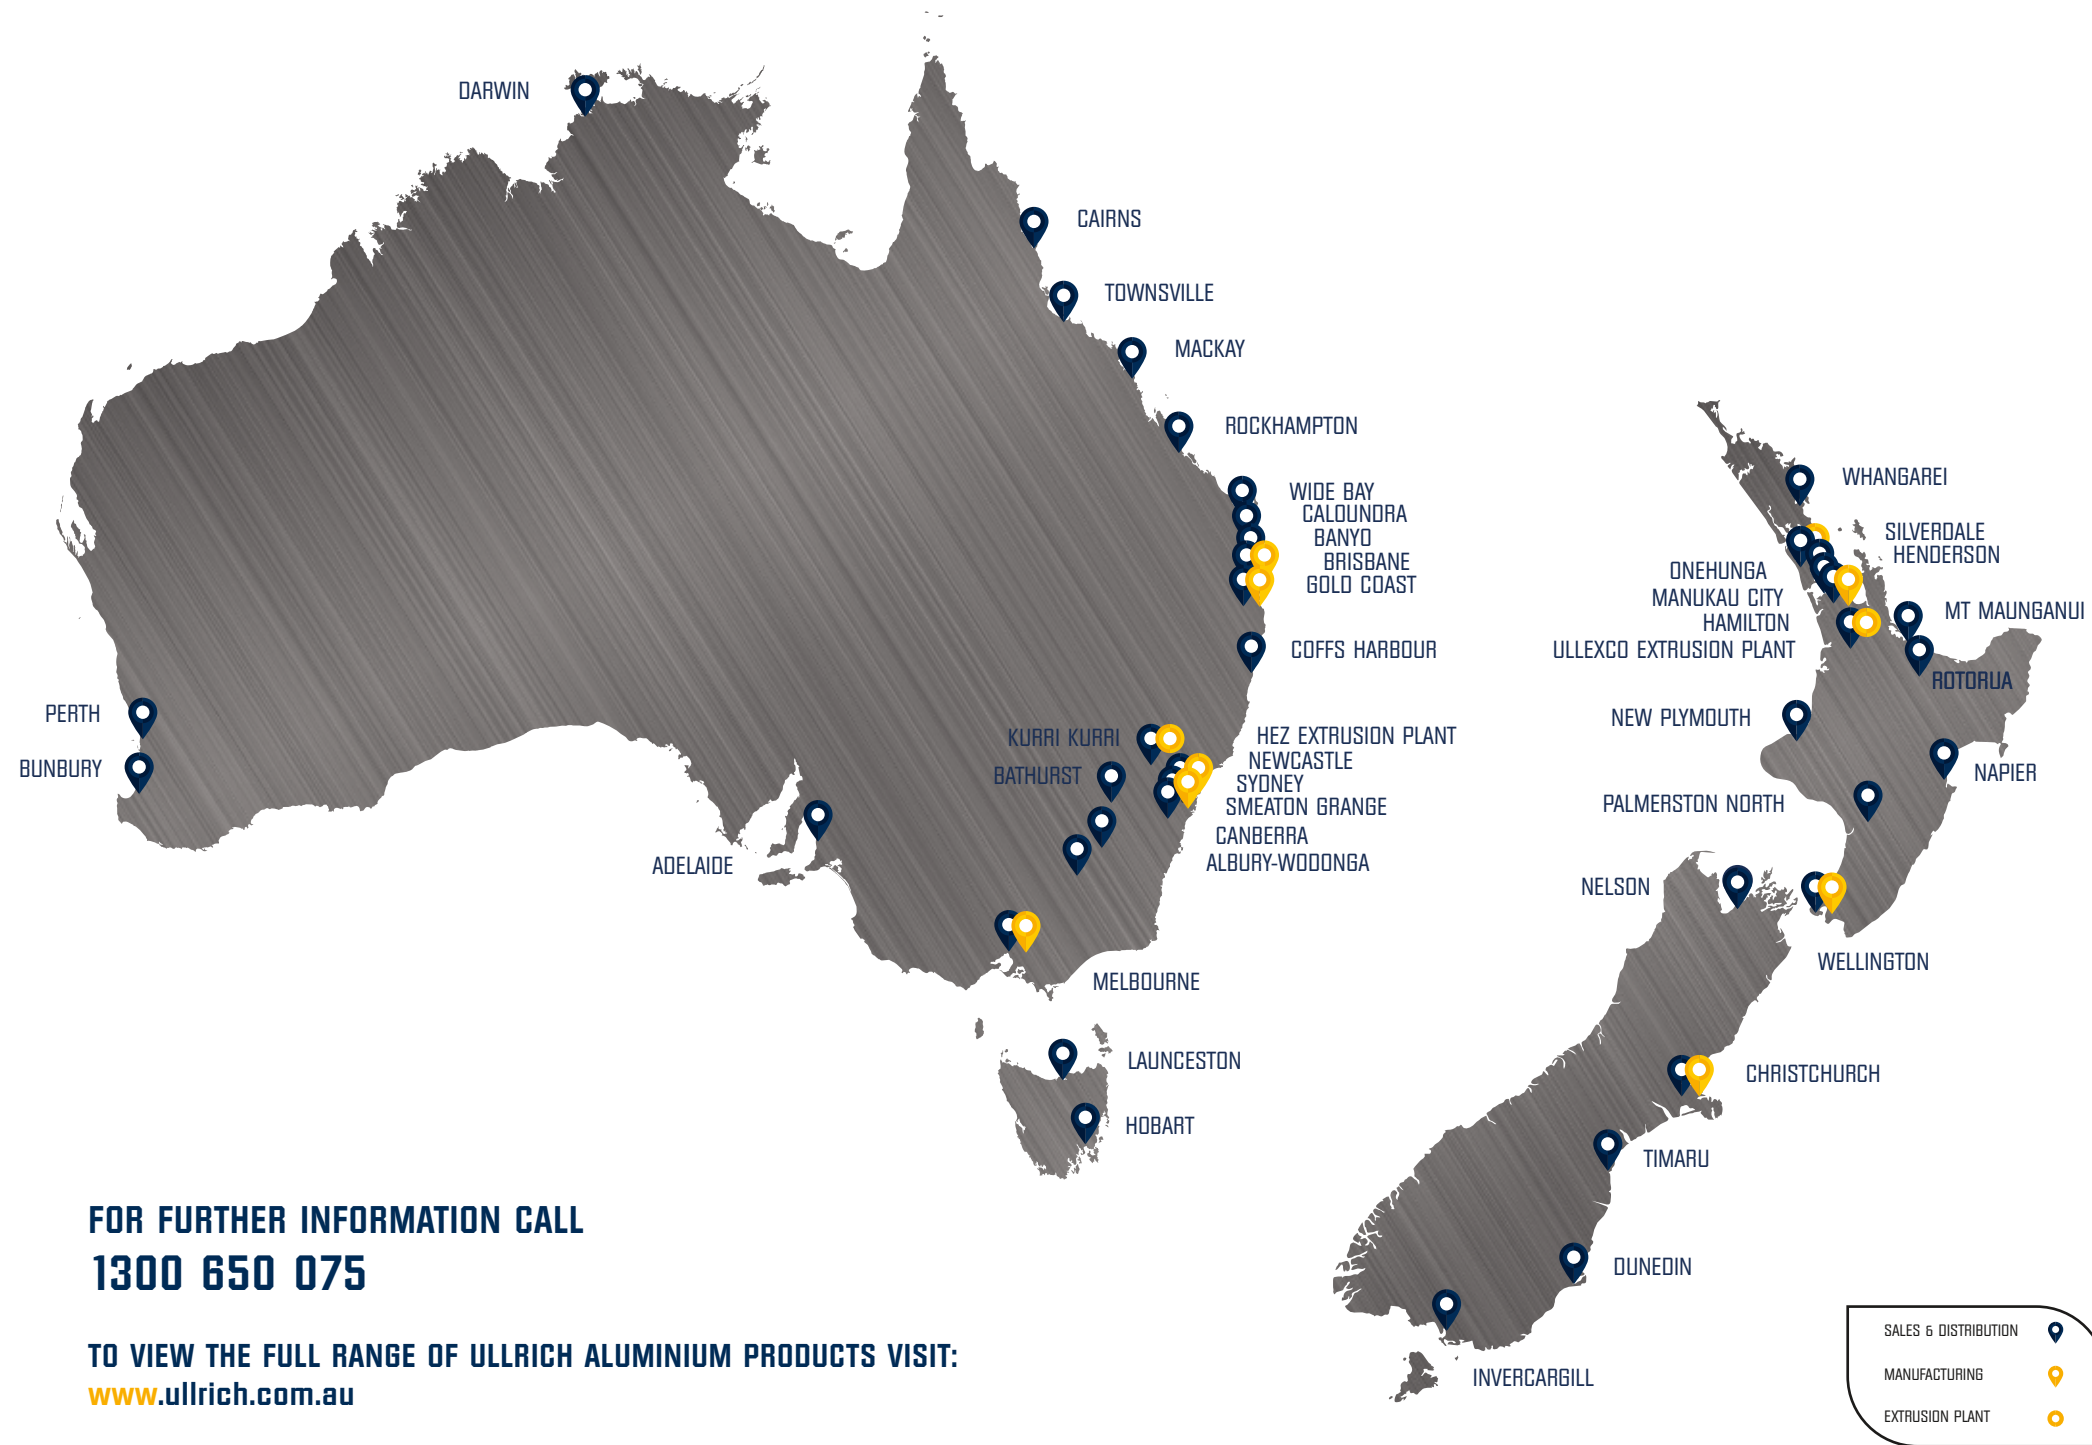 DARWIN
CAIRNS
TOWNSVILLE
MACKAY
ROCKHAMPTON
WIDE BAY
CALOUNDRA
BANYO
BRISBANE
GOLD COAST
COFFS HARBOUR
PERTH
BUNBURY
KURRI KURRI
BATHURST
HEZ EXTRUSION PLANT
NEWCASTLE
SYDNEY
SMEATON GRANGE
CANBERRA
ALBURY-WODONGA
ADELAIDE
MELBOURNE
LAUNCESTON
HOBART
WHANGAREI
SILVERDALE
HENDERSON
ONEHUNGA
MANUKAU CITY
HAMILTON
ULLEXCO EXTRUSION PLANT
MT MAUNGANUI
ROTORUA
NEW PLYMOUTH
NAPIER
PALMERSTON NORTH
NELSON
WELLINGTON
CHRISTCHURCH
TIMARU
DUNEDIN
INVERCARGILL
FOR FURTHER INFORMATION CALL
1300 650 075
TO VIEW THE FULL RANGE OF ULLRICH ALUMINIUM PRODUCTS VISIT:
www.ullrich.com.au
SALES & DISTRIBUTION
MANUFACTURING
EXTRUSION PLANT